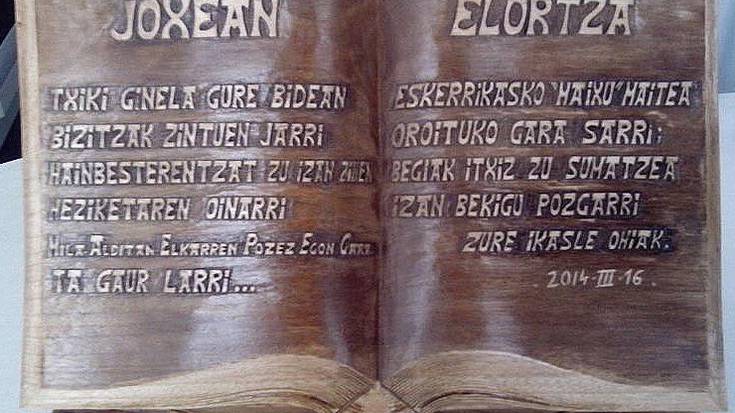 JOXEAN
TXIKI GINELA GURE BIDEAN
BIZITZAK ZINTUEN JARRI
HAINBESTERENTZAT ZU IZAN ZIÑEN
HEZIKETAREN OINARRI
HILA ALDITAN ELKARREN POZEZ EGON GARA
TA GAUR LARRI...
ELORTZA
ESKERRIKASKO "MAIXU" MAITEA
OROITUKO GARA SARRI;
BEGIAK ITXIZ ZU SUMATZEA
IZAN BEKIGU POZGARRI
ZURE IKASLE OHIAK.
2014-III-16.